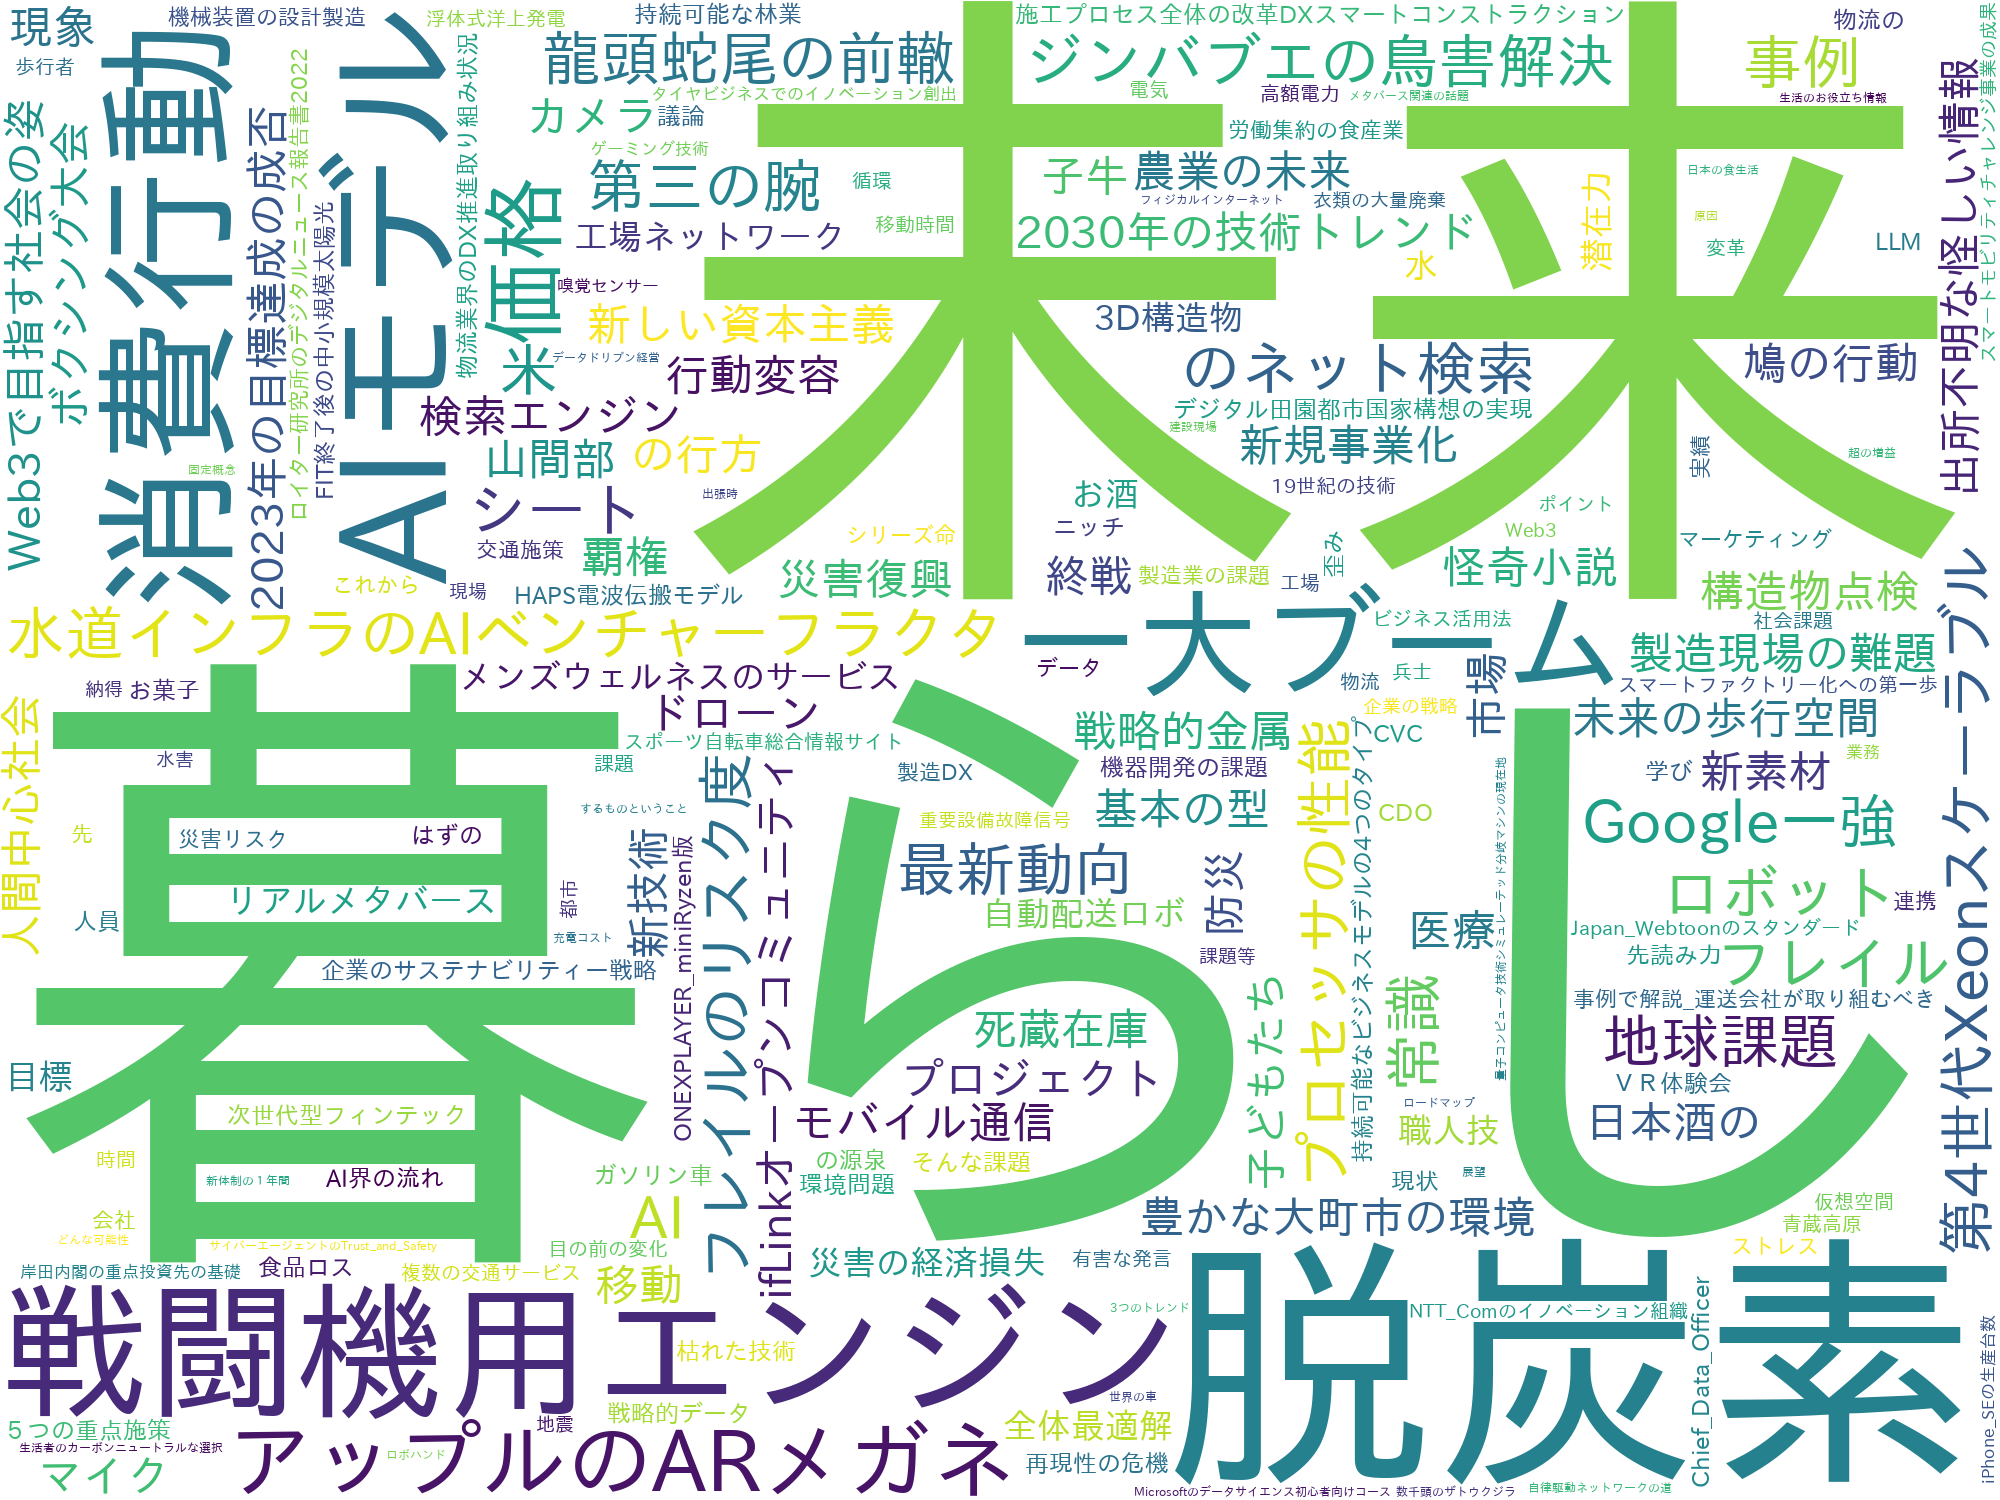 現象
機械装置の設計製造
浮体式洋上発電
持続可能な林業
施工プロセス全体の改革DXスマートコンストラクション
物流の
歩行者
龍頭蛇尾の前轍
ジンバブエの鳥害解決
事例
タイヤビジネスでのイノベーション創出
電気
高額電力
メタバース関連の話題
生活のお役立ち情報
カメラ
議論
労働集約の食産業
ゲーミング技術
第三の腕
循環
子牛
農業の未来
日本の食生活
フィジカルインターネット
衣類の大量廃棄
移動時間
2030年の技術トレンド
潜在力
原因
変革
LLM
工場ネットワーク
水
嗅覚センサー
新しい資本主義
3D構造物
未来
消費行動
AIモデル
価格
Web3で目指す社会の姿
ボクシング大会
2023年の目標達成の成否
ロイター研究所のデジタルニュース報告書2022
FIT終了後の中小規模太陽光
物流業界のDX推進取り組み状況
出所不明な怪しい情報
スマートモビリティチャレンジ事業の成果
米
データドリブン経営
行動変容
のネット検索
鳩の行動
検索エンジン
デジタル田園都市国家構想の実現
建設現場
新規事業化
山間部
の行方
実績
超の増益
固定概念
シート
出張時
19世紀の技術
お酒
ニッチ
ポイント
Web3
マーケティング
交通施策
覇権
シリーズ命
歪み
怪奇小説
災害復興
終戦
製造業の課題
工場
構造物点検
これから
現場
HAPS電波伝搬モデル
一大ブーム
ビジネス活用法
社会課題
水道インフラのAIベンチャーフラクタ
製造現場の難題
データ
兵士
市場
物流
スマートファクトリー化への第一歩
メンズウェルネスのサービス
納得
お菓子
ドローン
企業の戦略
戦略的金属
CVC
未来の歩行空間
スポーツ自転車総合情報サイト
水害
課題
製造DX
機器開発の課題
学び
新素材
業務
人間中心社会
暮らし
するものということ
先
災害リスク
はずの
重要設備故障信号
基本の型
CDO
Google一強
新技術
ONEXPLAYER_miniRyzen版
フレイルのリスク度
ifLinkオープンコミュニティ
最新動向
防災
プロセッサの性能
持続可能なビジネスモデルの4つのタイプ
量子コンピュータ技術シミュレーテッド分岐マシンの現在地
第4世代Xeonスケーラブル
リアルメタバース
都市
人員
充電コスト
自動配送ロボ
医療
ロボット
連携
Japan_Webtoonのスタンダード
課題等
先読み力
フレイル
企業のサステナビリティー戦略
子どもたち
常識
事例で解説_運送会社が取り組むべき
死蔵在庫
地球課題
目標
プロジェクト
VR体験会
次世代型フィンテック
モバイル通信
ロードマップ
職人技
日本酒の
時間
新体制の1年間
AI界の流れ
ガソリン車
の源泉
そんな課題
環境問題
現状
展望
会社
AI
豊かな大町市の環境
仮想空間
青蔵高原
どんな可能性
サイバーエージェントのTrust_and_Safety
目の前の変化
ストレス
岸田内閣の重点投資先の基礎
食品ロス
複数の交通サービス
移動
災害の経済損失
有害な発言
戦闘機用エンジン
脱炭素
3つのトレンド
NTT_Comのイノベーション組織
Chief_Data_Officer
iPhone_SEの生産台数
枯れた技術
世界の車
5つの重点施策
地震
戦略的データ
全体最適解
生活者のカーボンニュートラルな選択
アップルのARメガネ
ロボハンド
再現性の危機
マイク
Microsoftのデータサイエンス初心者向けコース
数千頭のザトウクジラ
自律駆動ネットワークの道